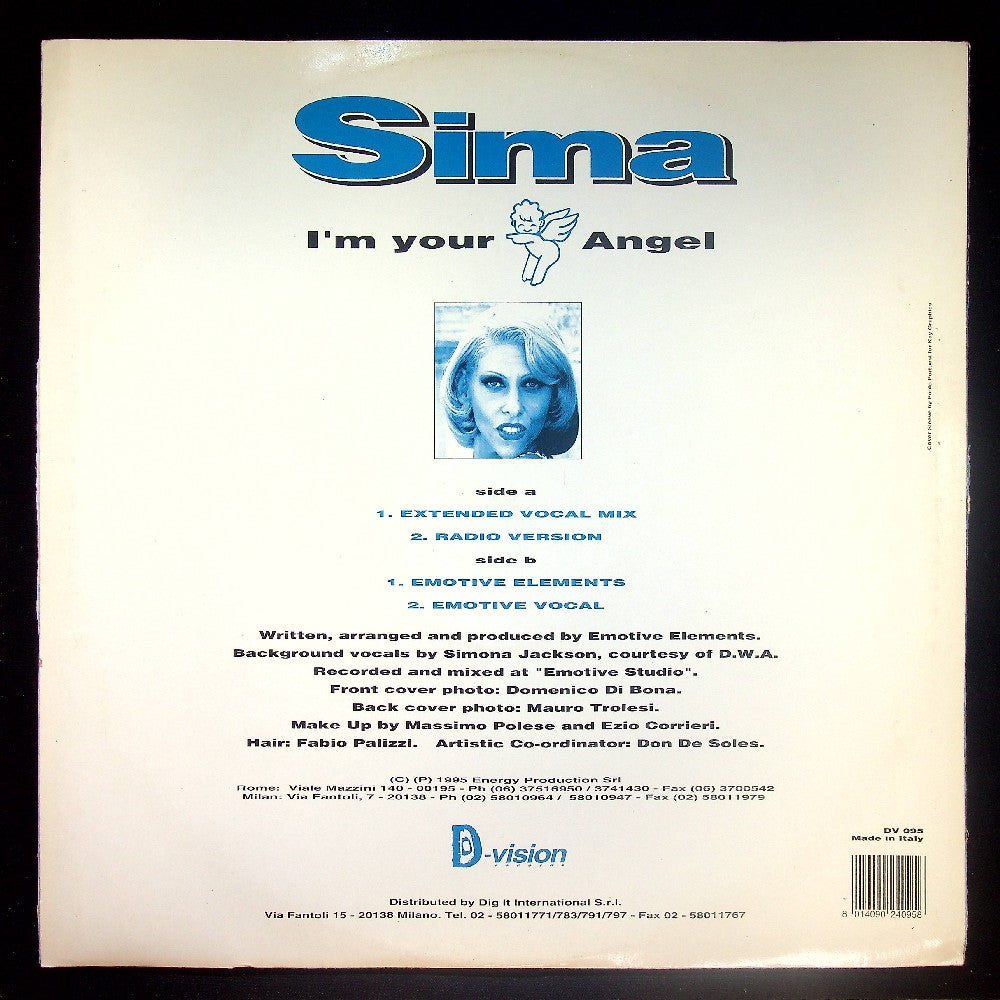 Sima
I'm your Angel
side a
1. EXTENDED VOCAL MIX
2. RADIO VERSION
side b
1. EMOTIVE ELEMENTS
2. EMOTIVE VOCAL
Written, arranged and produced by Emotive Elements.
Background vocals by Simona Jackson, courtesy of D.W.A.
Recorded and mixed at "Emotive Studio".
Front cover photo: Domenico Di Bona.
Back cover photo: Mauro Trolesi.
Make Up by Massimo Polese and Ezio Corrieri.
Hair: Fabio Palizzi. Artistic Co-ordinator: Don De Soles.
(C) (P) 1995 Energy Production Srl
Rome: Viale Mazzini 140 - 00195 - Ph (06) 37516950 / 3741430 - Fax (06) 3700542
Milan: Via Fantoli, 7 - 20138 - Ph (02) 58010964 / 58010947 - Fax (02) 58011979
D-vision
records
Distributed by Dig It International S.r.l.
Via Fantoli 15 - 20138 Milano. Tel. 02 - 58011771/783/791/797 - Fax 02 - 58011767
DV 095
Made in Italy
8 014090 240958
for Key Graphics